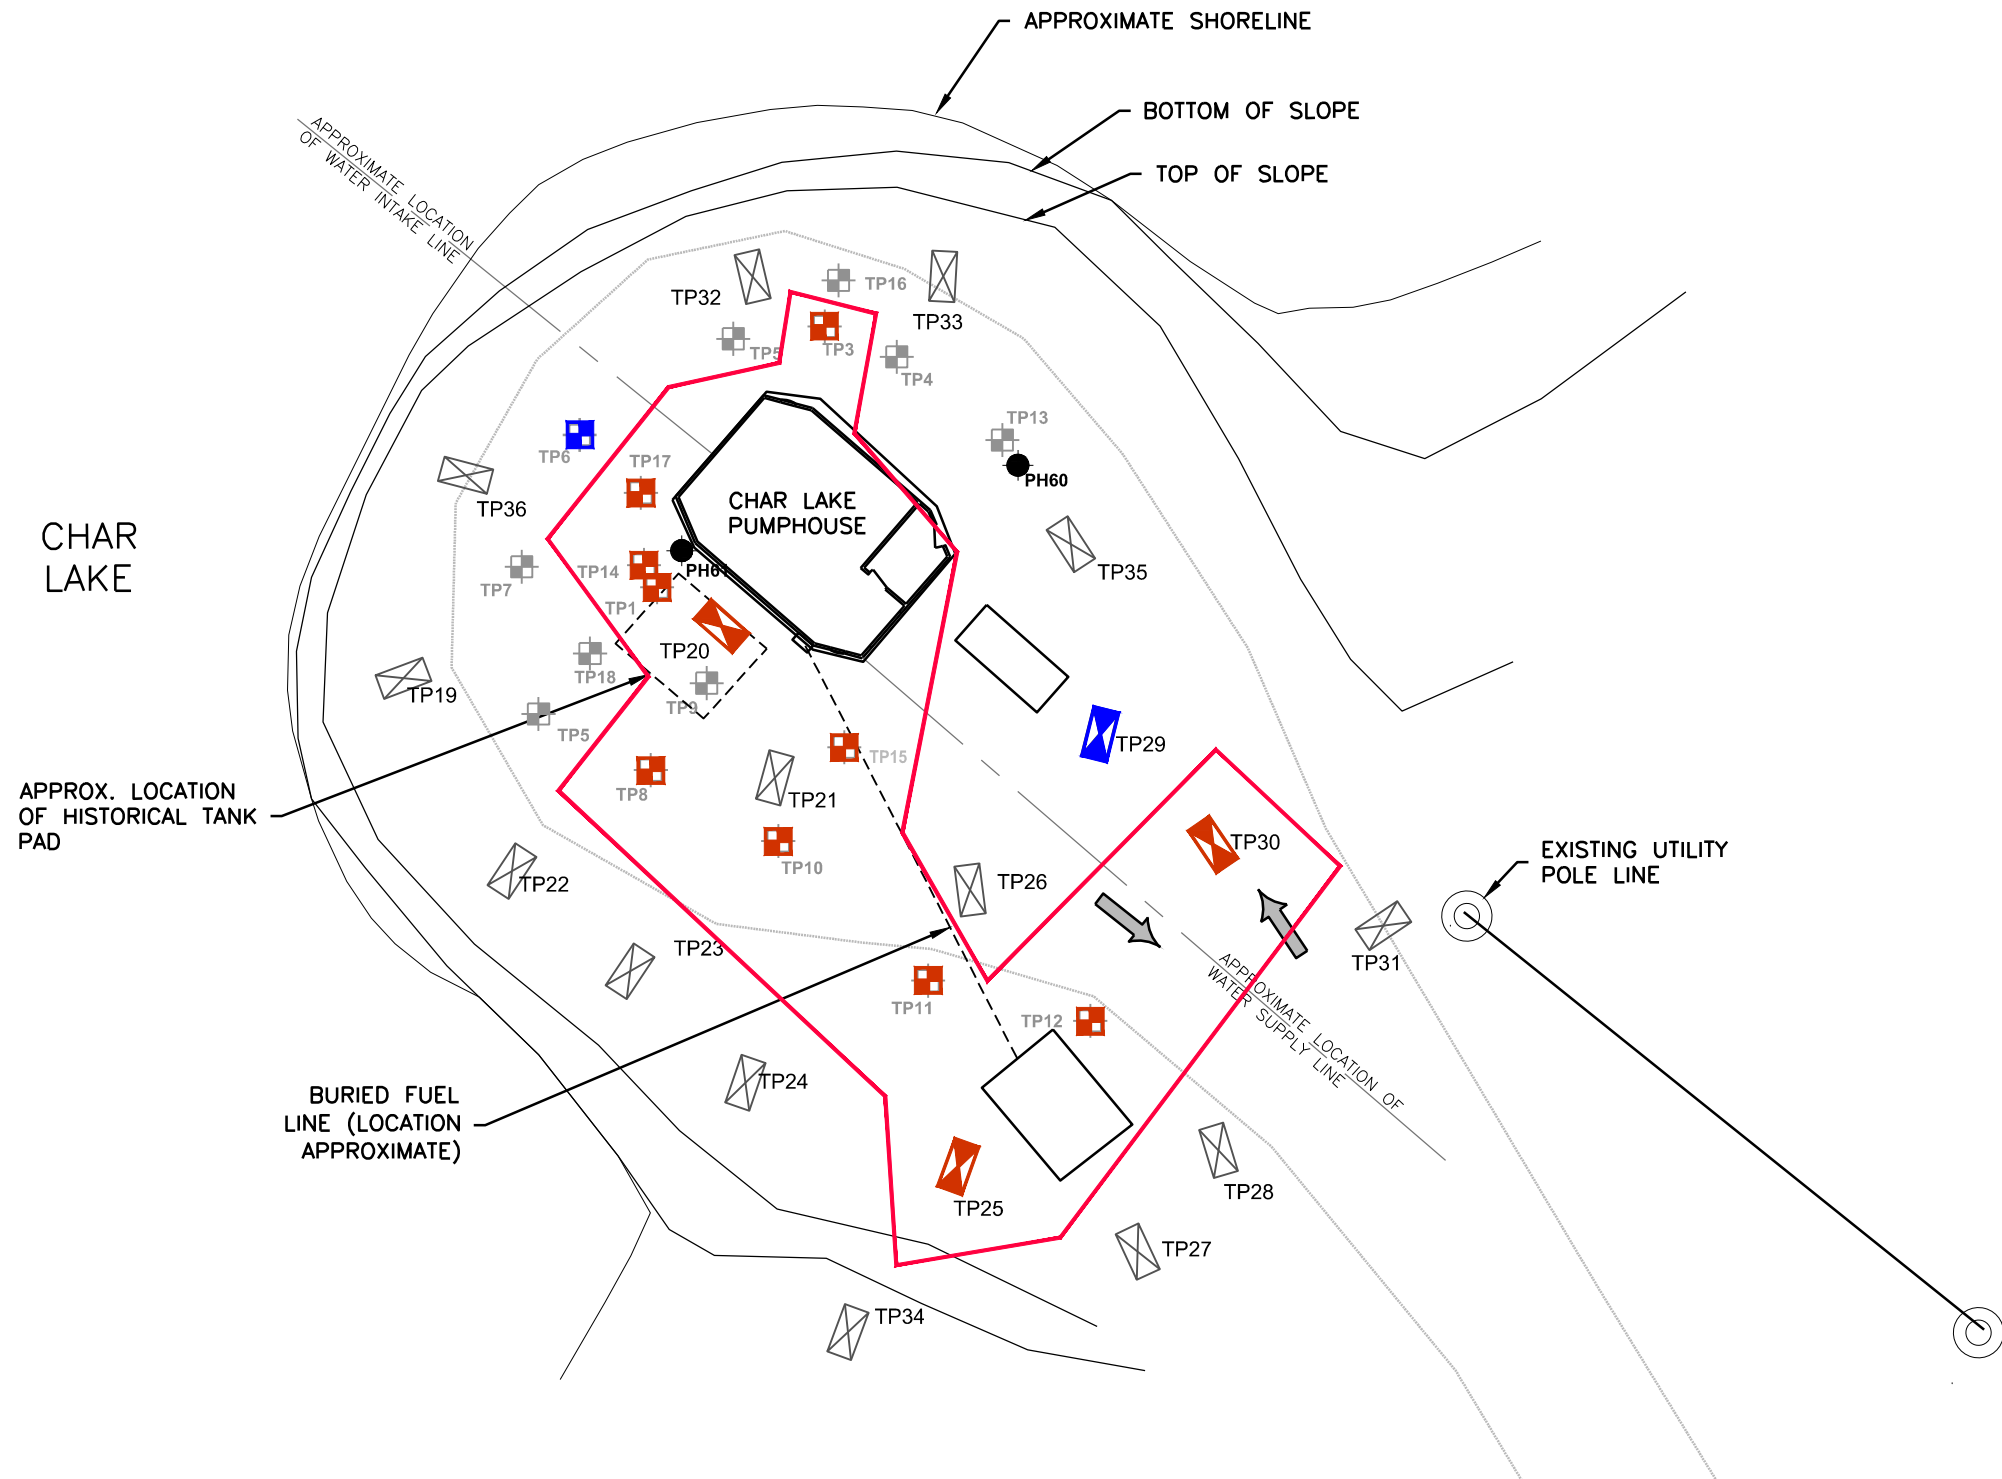 APPROXIMATE SHORELINE
BOTTOM OF SLOPE
TOP OF SLOPE
APPROXIMATE LOCATION
OF WATER INTAKE LINE
TP32
TP16
TP33
TP5
TP3
TP4
TP13
TP6
TP17
PH60
TP36
CHAR LAKE
PUMPHOUSE
CHAR
LAKE
TP7
TP14
PH61
TP35
TP1
TP20
TP18
TP19
TP9
TP5
TP29
TP15
TP8
TP21
APPROX. LOCATION
OF HISTORICAL TANK
PAD
TP10
TP30
EXISTING UTILITY
POLE LINE
TP22
TP26
TP23
TP31
APPROXIMATE LOCATION OF
WATER SUPPLY LINE
TP11
TP12
TP24
BURIED FUEL
LINE (LOCATION
APPROXIMATE)
TP25
TP28
TP27
TP34